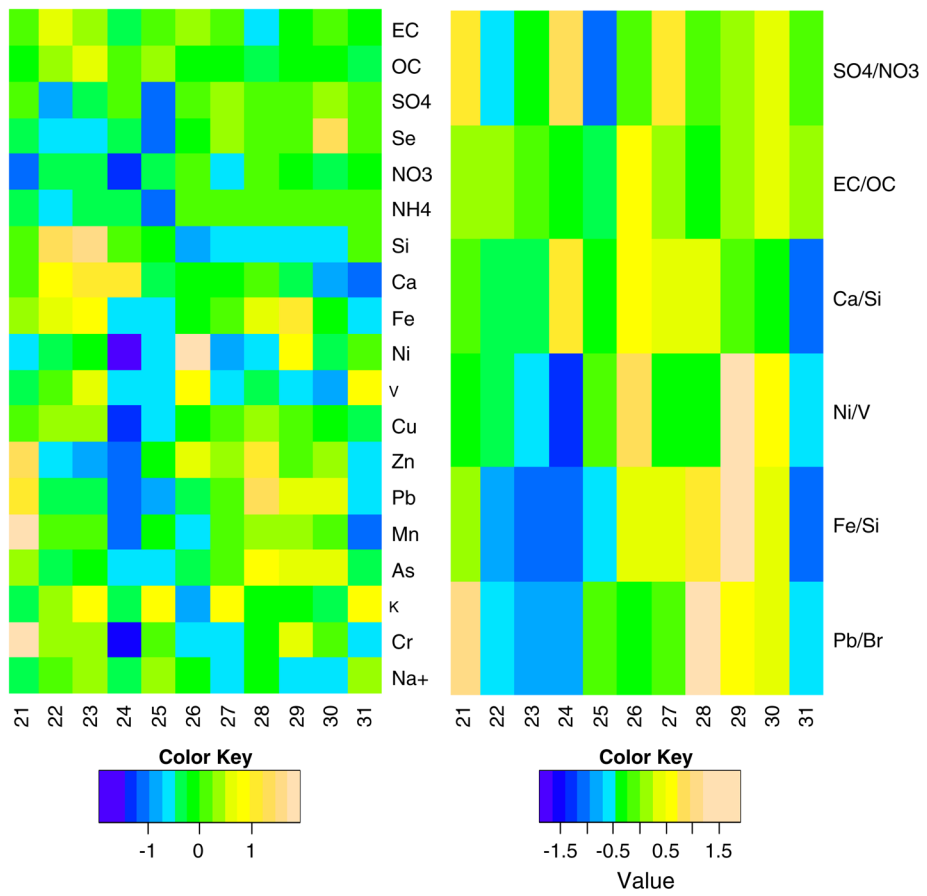 EC
OC
SO4
Se
NO3
NH4
Si
Ca
Fe
Ni
V
Cu
Zn
Pb
Mn
As
K
Cr
Na+
21 22 23 24 25 26 27 28 29 30 31
Color Key
-1 0 1
SO4/NO3
EC/OC
Ca/Si
Ni/V
Fe/Si
Pb/Br
21 22 23 24 25 26 27 28 29 30 31
Color Key
-1.5 -0.5 0.5 1.5
Value